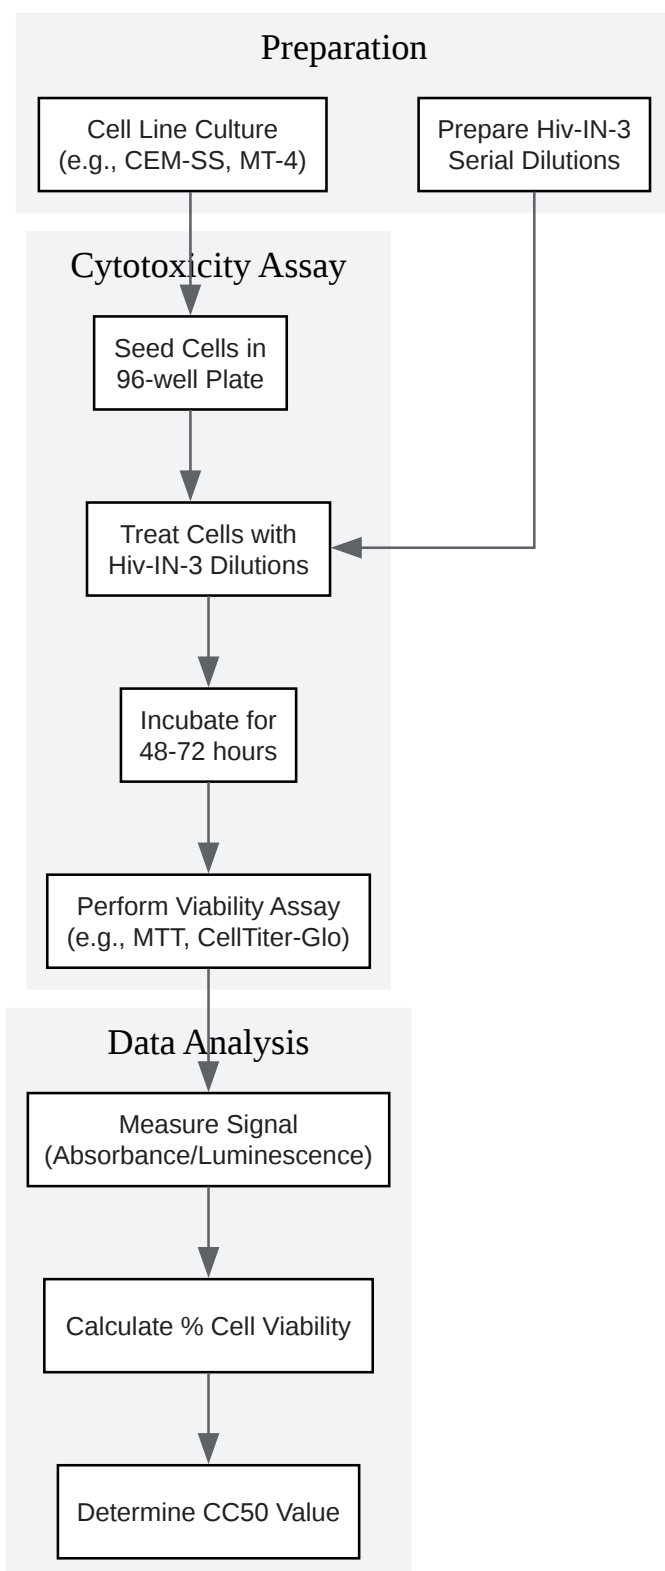 Preparation
Cell Line Culture
(e.g., CEM-SS, MT-4)
Prepare Hiv-IN-3
Serial Dilutions
Cytotoxicity Assay
Seed Cells in
96-well Plate
Treat Cells with
Hiv-IN-3 Dilutions
Incubate for
48-72 hours
Perform Viability Assay
(e.g., MTT, CellTiter-Glo)
Data Analysis
Measure Signal
(Absorbance/Luminescence)
Calculate % Cell Viability
Determine CC50 Value